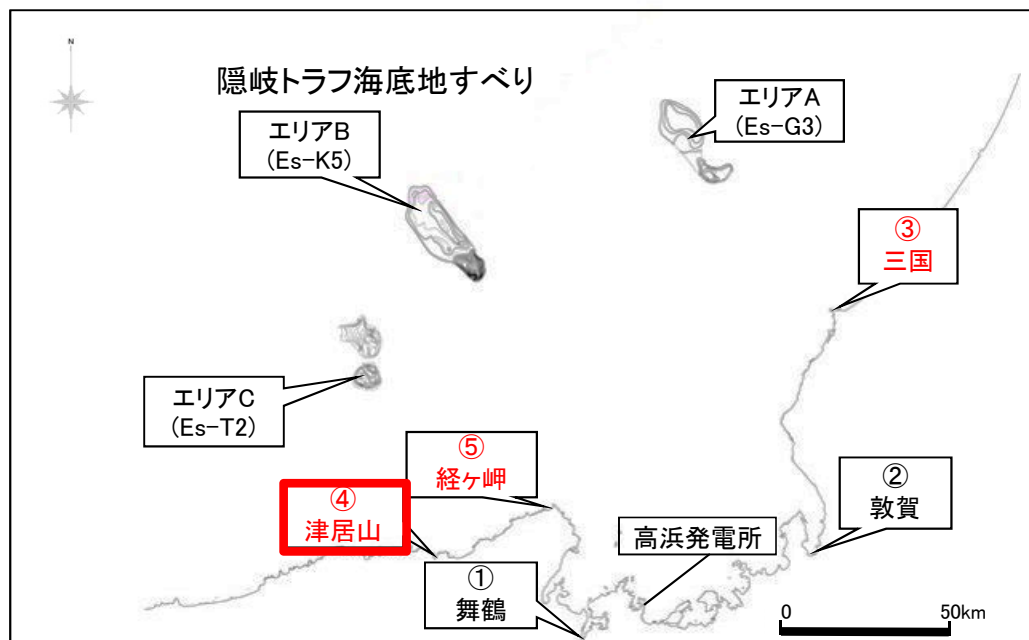 N
隠岐トラフ海底地すべり
エリアA
(Es-G3)
エリアB
(Es-K5)
③
三国
エリアC
(Es-T2)
⑤
経ヶ岬
④
津居山
②
敦賀
高浜発電所
①
舞鶴
0 50km